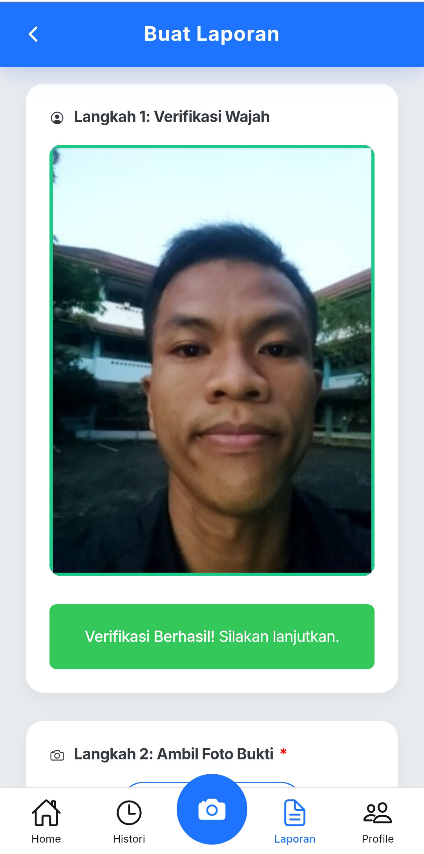 Buat Laporan
Langkah 1: Verifikasi Wajah
Verifikasi Berhasil! Silakan lanjutkan.
Langkah 2: Ambil Foto Bukti *
Home
Histori
Laporan
Profile